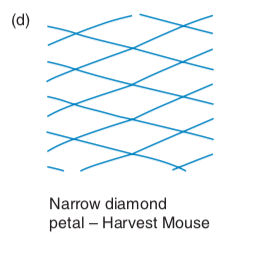 (d)
Narrow diamond
petal – Harvest Mouse